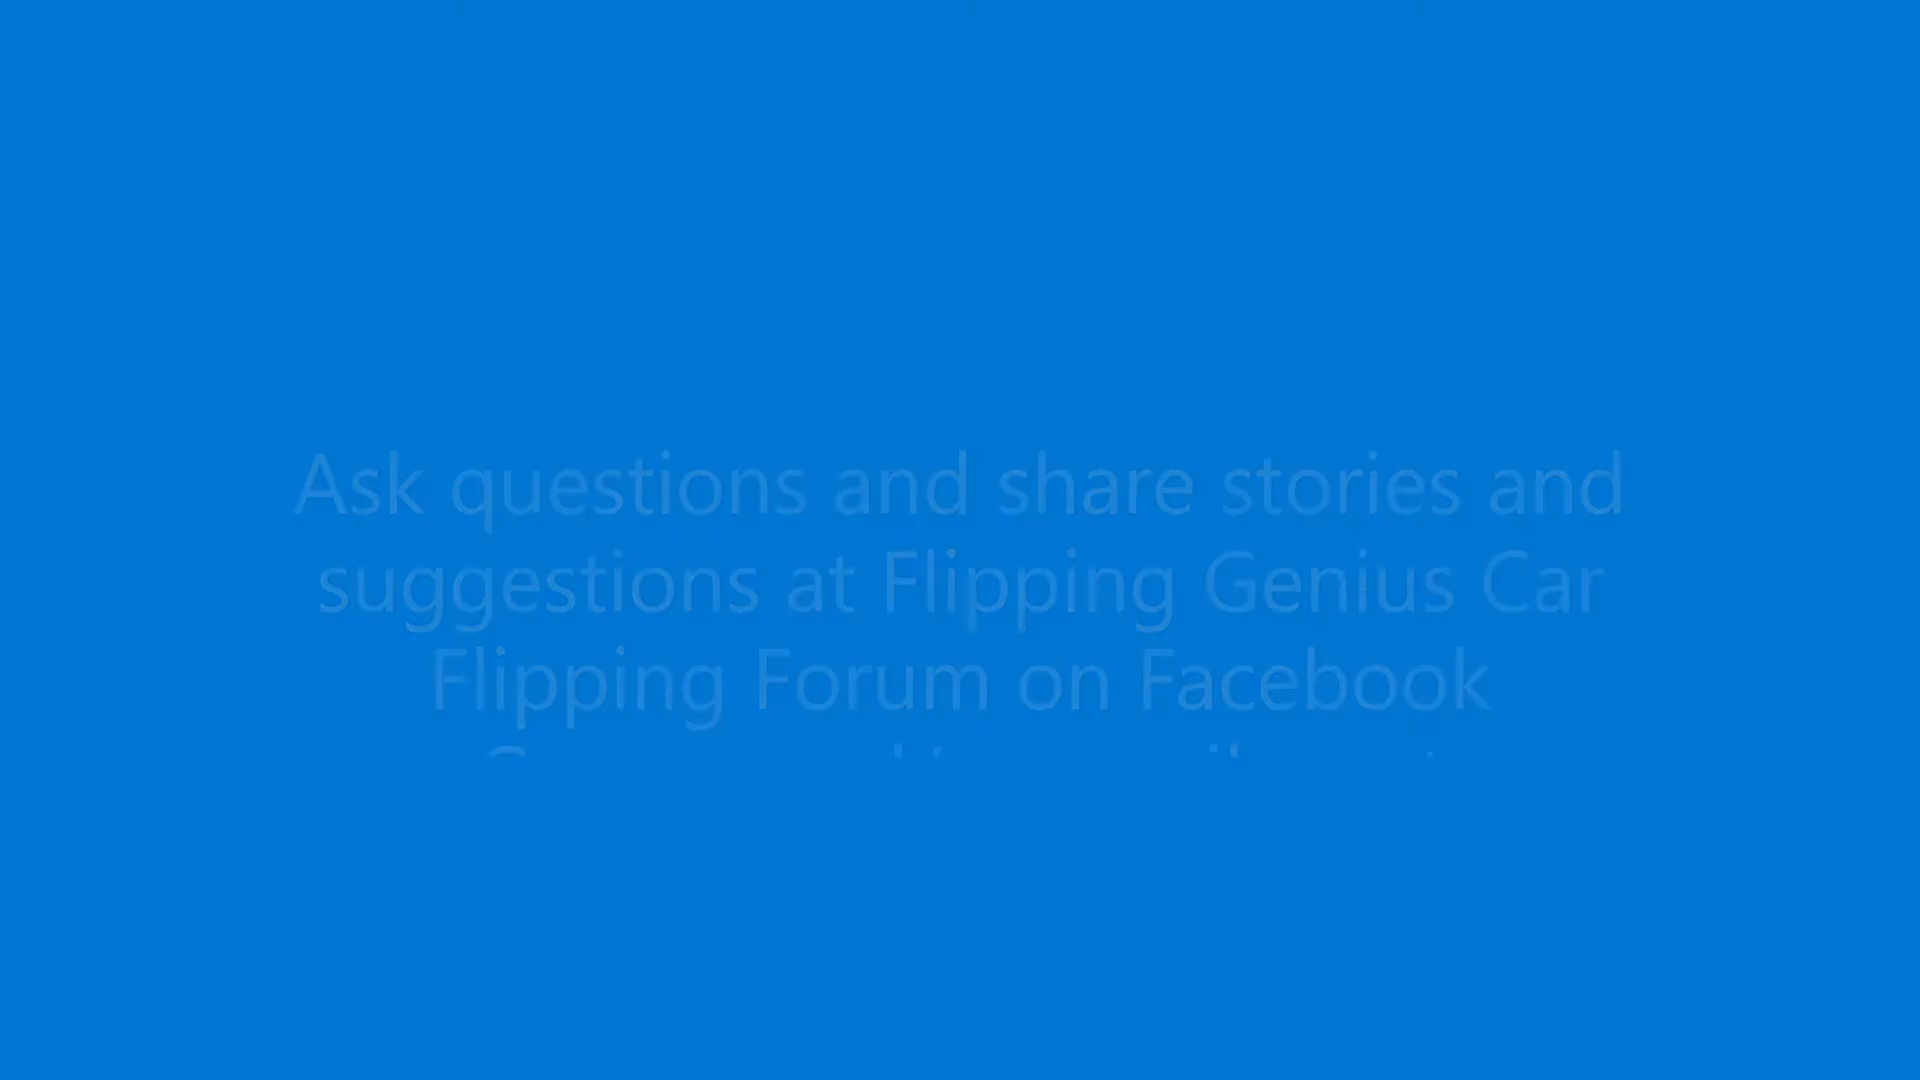 Ask questions and share stories and
suggestions at Flipping Genius Car
Flipping Forum on Facebook